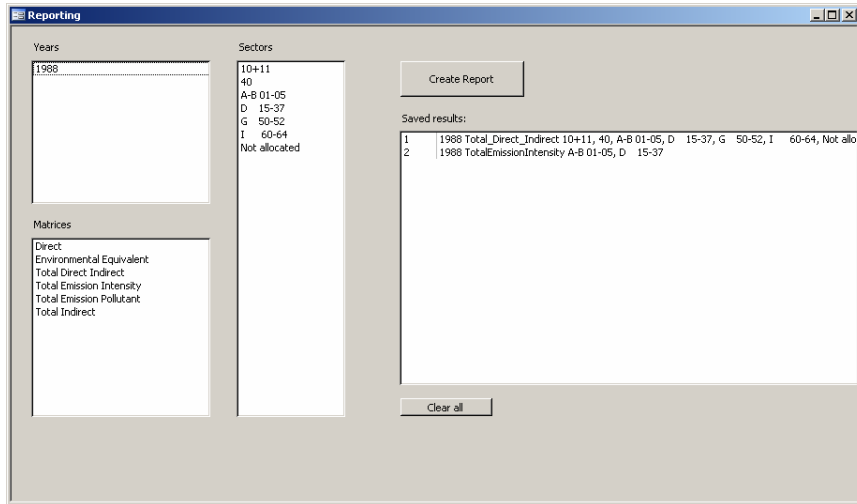 Reporting
Years
1988
Sectors
10+11
40
A-B 01-05
D 15-37
G 50-52
I 60-64
Not allocated
Matrices
Direct
Environmental Equivalent
Total Direct Indirect
Total Emission Intensity
Total Emission Pollutant
Total Indirect
Create Report
Saved results:
1 1988 Total_Direct_Indirect 10+11, 40, A-B 01-05, D 15-37, G 50-52, I 60-64, Not allo
2 1988 TotalEmissionIntensity A-B 01-05, D 15-37
Clear all